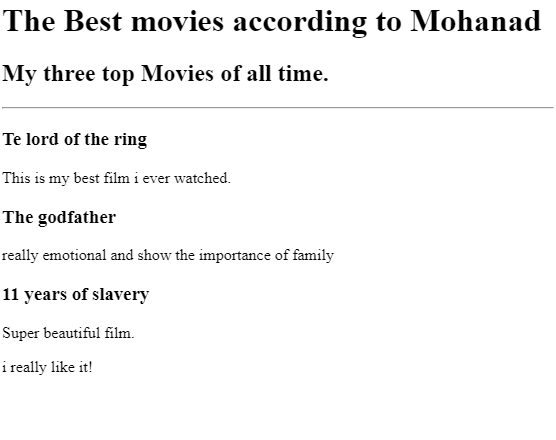 The Best movies according to Mohanad
My three top Movies of all time.
Te lord of the ring
This is my best film i ever watched.
The godfather
really emotional and show the importance of family
11 years of slavery
Super beautiful film.
i really like it!